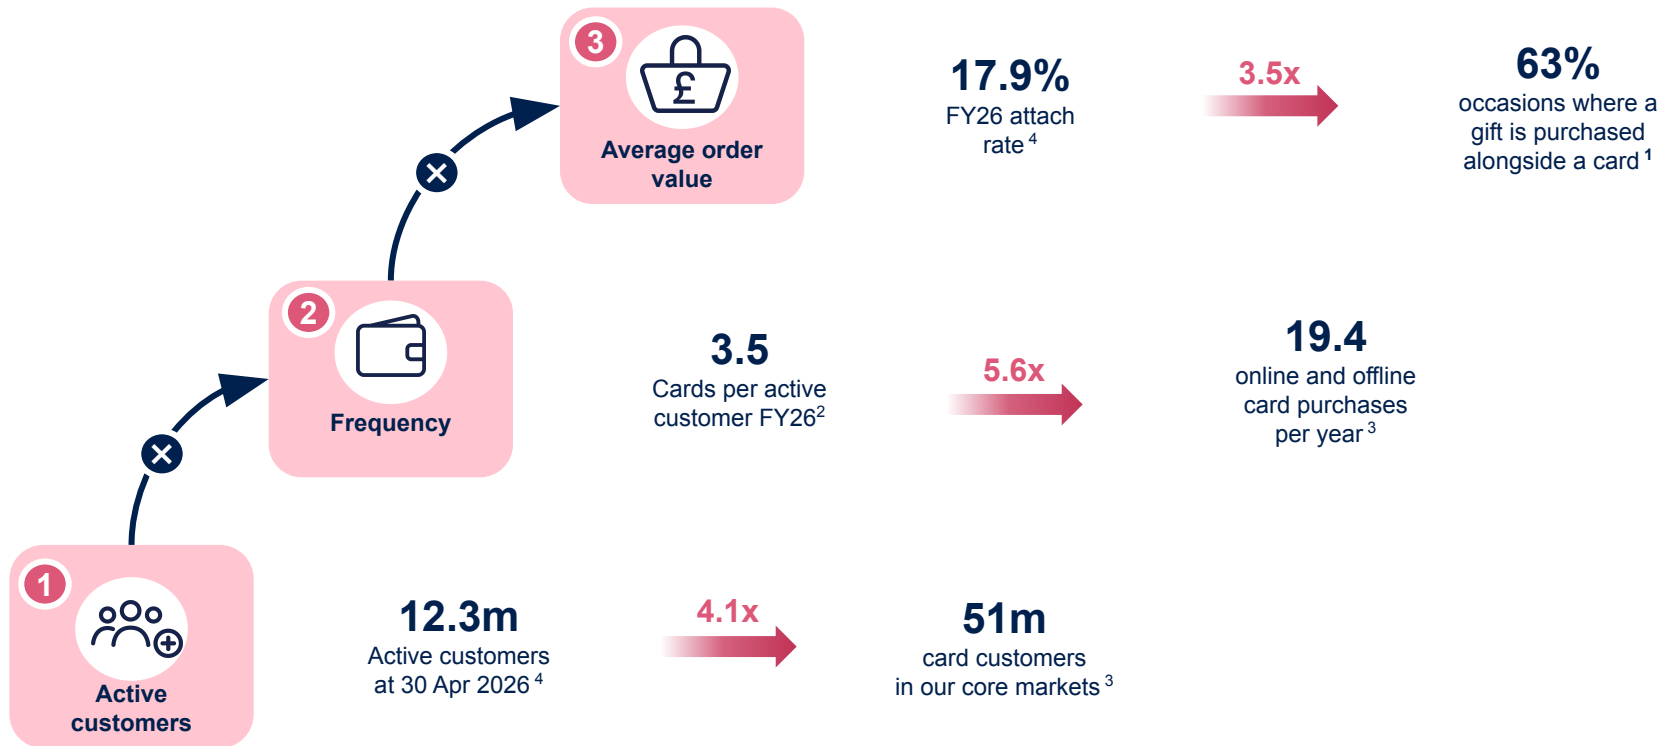 3
£
Average order
value
17.9%
FY26 attach
rate 4
3.5x
63%
occasions where a
gift is purchased
alongside a card 1
2
Frequency
3.5
Cards per active
customer FY262
5.6x
19.4
online and offline
card purchases
per year 3
1
Active
customers
12.3m
Active customers
at 30 Apr 2026 4
4.1x
51m
card customers
in our core markets 3